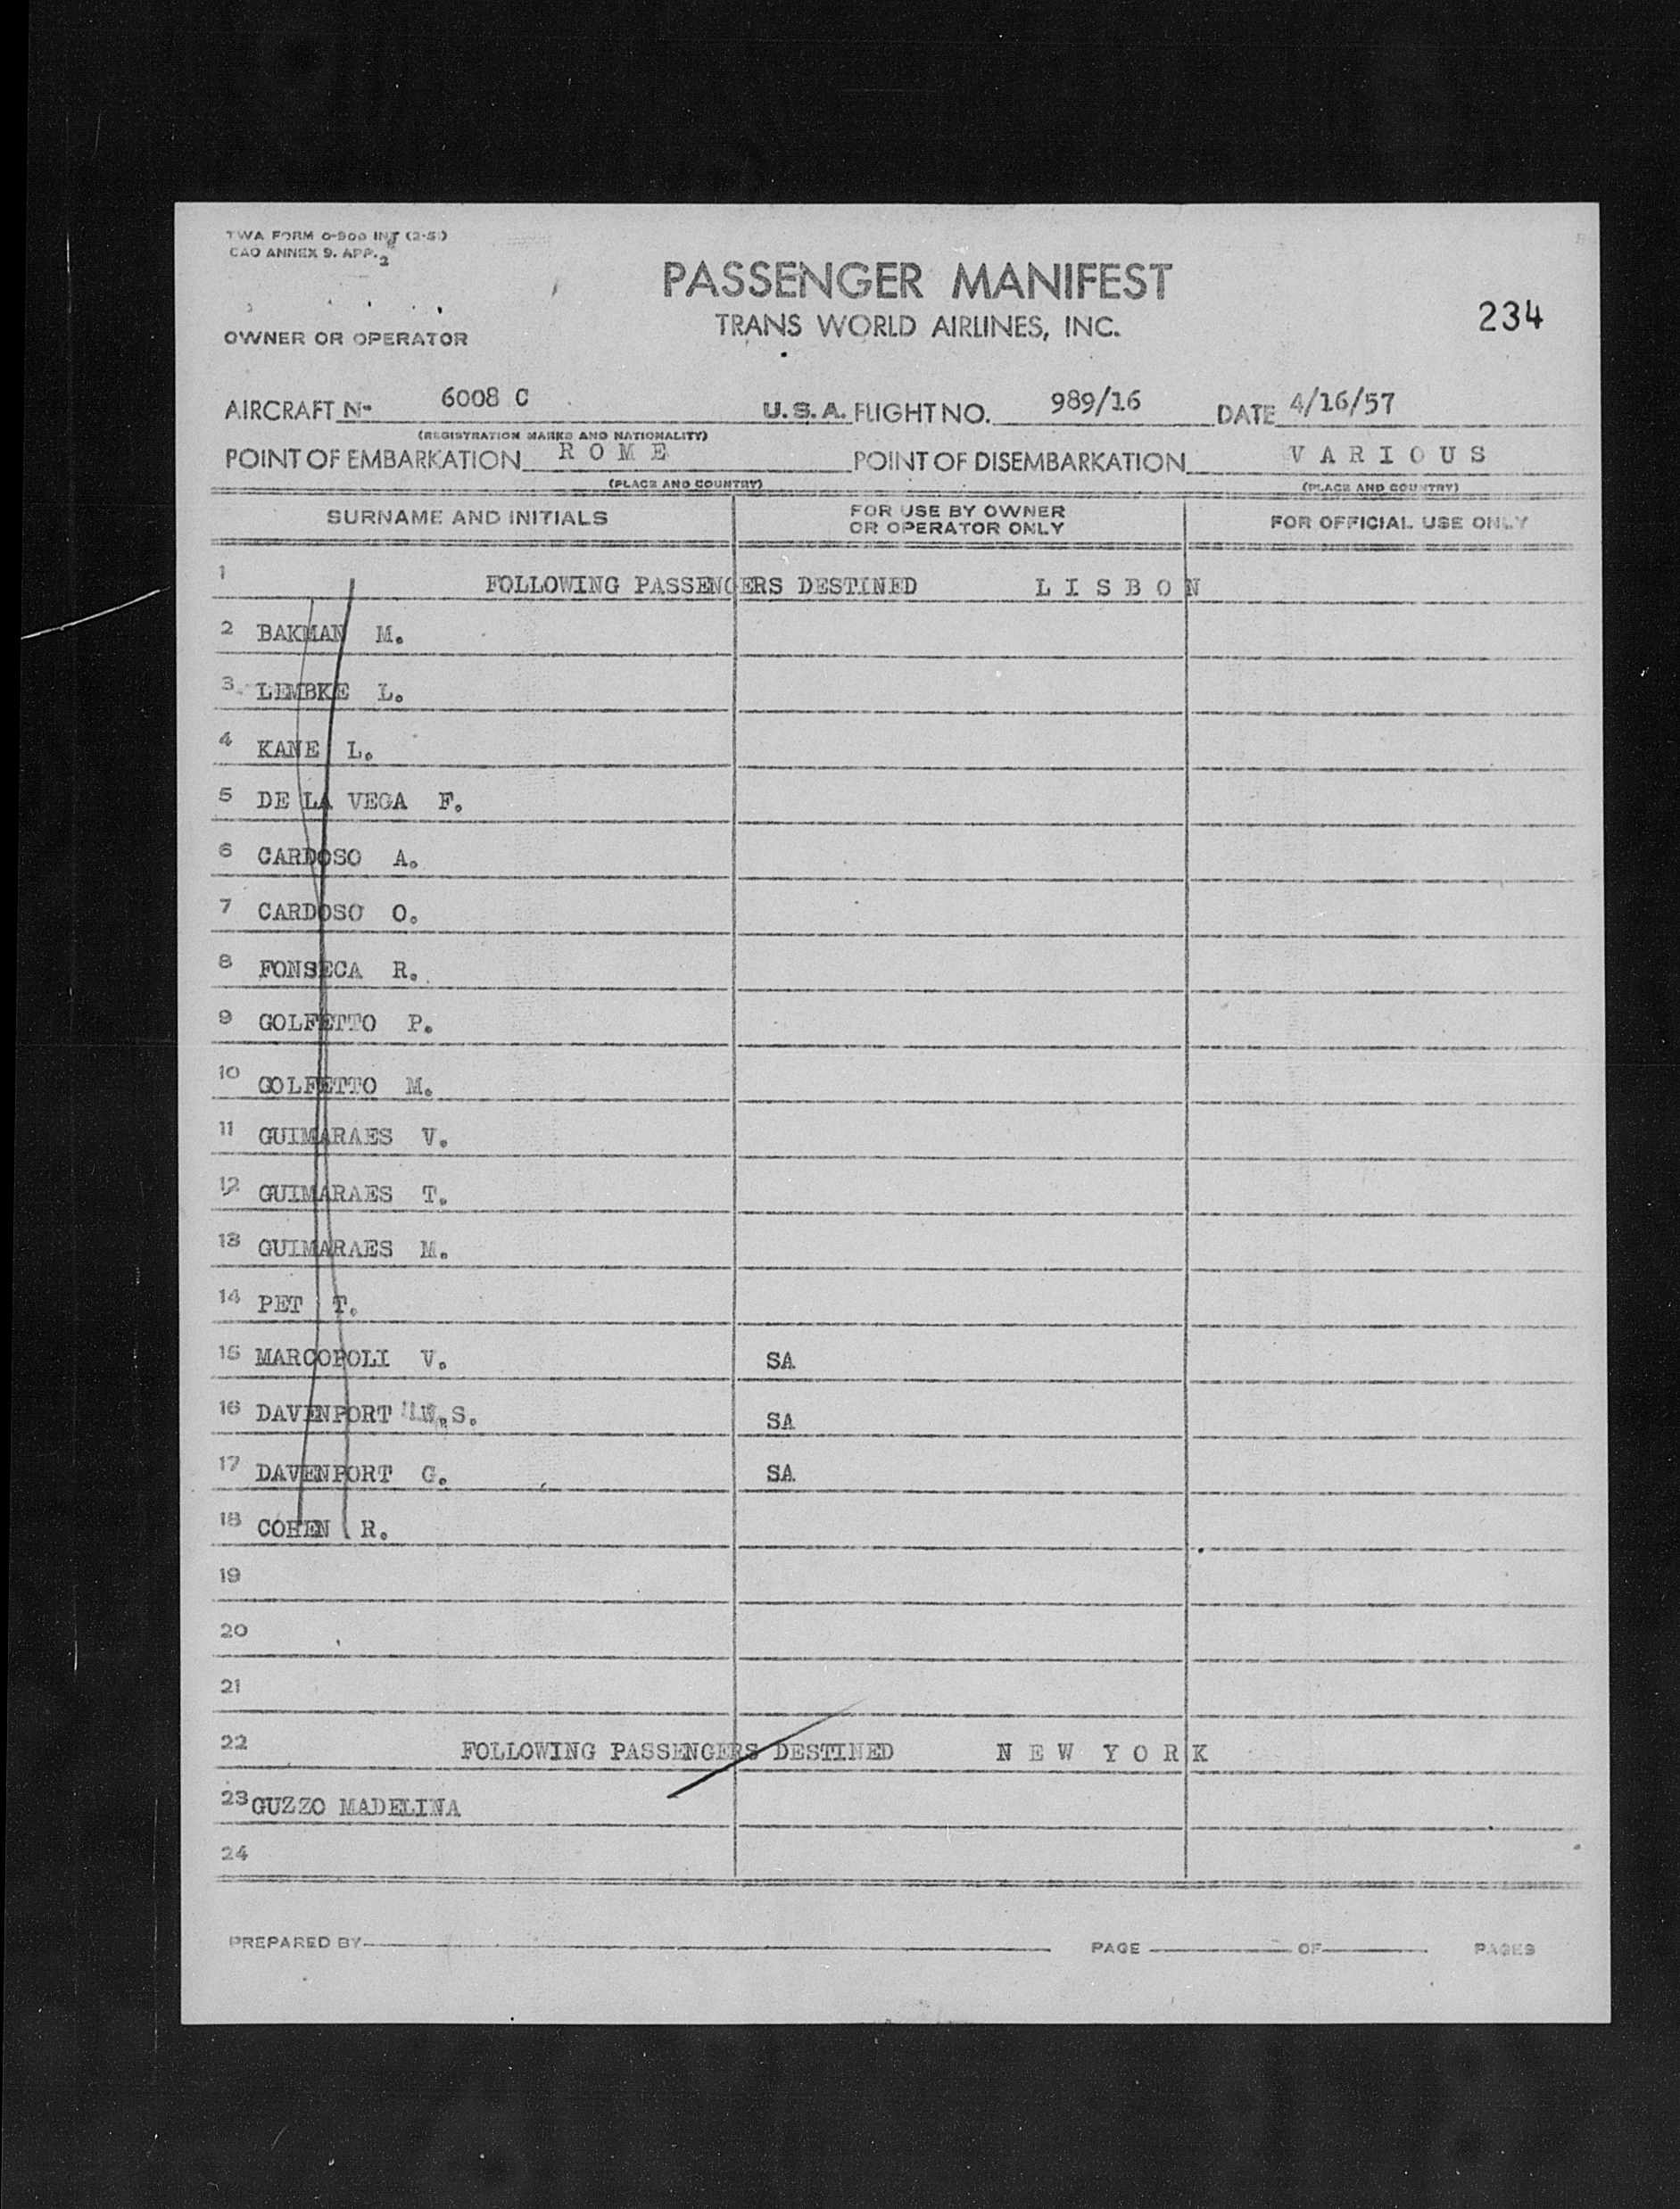 TWA FORM 0-900 INT (2-51)
CAO ANNEX 9. APP. 2
PASSENGER MANIFEST
TRANS WORLD AIRLINES, INC.
234
OWNER OR OPERATOR
AIRCRAFT Nº 6008 C U.S.A. FLIGHT NO. 989/16 DATE 4/16/57
(REGISTRATION MARKS AND NATIONALITY)
POINT OF EMBARKATION R O M E POINT OF DISEMBARKATION V A R I O U S
(PLACE AND COUNTRY) (PLACE AND COUNTRY)
SURNAME AND INITIALS FOR USE BY OWNER OR OPERATOR ONLY FOR OFFICIAL USE ONLY
1 FOLLOWING PASSENGERS DESTINED L I S B O N
2 BAKMAN M.
3 LEMBKE L.
4 KANE L.
5 DE LA VEGA F.
6 CARDOSO A.
7 CARDOSO O.
8 FONSECA R.
9 GOLFETTO P.
10 GOLFETTO M.
11 GUIMARAES V.
12 GUIMARAES T.
13 GUIMARAES M.
14 PET T.
15 MARCOPOLI V. SA
16 DAVENPORT S. SA
17 DAVENPORT G. SA
18 COHEN R.
19
20
21
22 FOLLOWING PASSENGERS DESTINED N E W Y O R K
23 GUZZO MADELINA
24
PREPARED BY PAGE OF PAGES